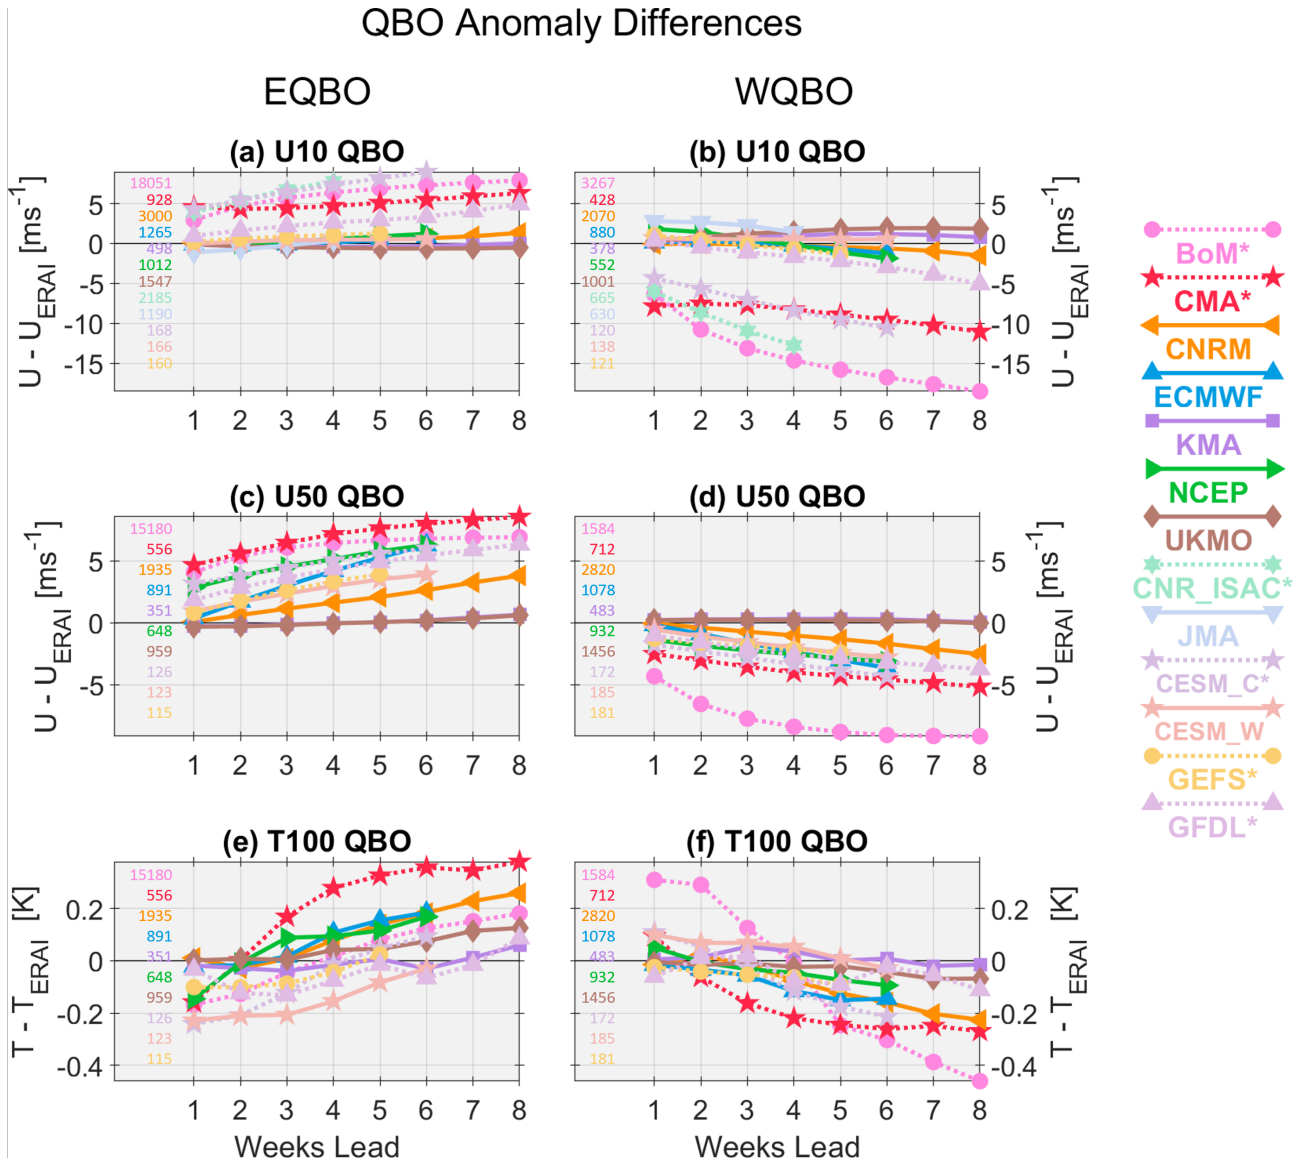 QBO Anomaly Differences
EQBO
WQBO
(a) U10 QBO
U - U_ERAI [ms⁻¹]
5
0
-5
-10
-15
18051
928
3000
1265
498
1012
1547
2185
1190
168
166
160
1 2 3 4 5 6 7 8
(b) U10 QBO
3267
428
2070
880
378
552
1001
665
630
120
138
121
5
0
-5
-10
-15
U - U_ERAI [ms⁻¹]
1 2 3 4 5 6 7 8
(c) U50 QBO
U - U_ERAI [ms⁻¹]
5
0
-5
15180
556
1935
891
351
648
959
126
123
115
1 2 3 4 5 6 7 8
(d) U50 QBO
1584
712
2820
1078
483
932
1456
172
185
181
5
0
-5
U - U_ERAI [ms⁻¹]
1 2 3 4 5 6 7 8
(e) T100 QBO
T - T_ERAI [K]
0.2
0
-0.2
-0.4
15180
556
1935
891
351
648
959
126
123
115
1 2 3 4 5 6 7 8
Weeks Lead
(f) T100 QBO
1584
712
2820
1078
483
932
1456
172
185
181
0.2
0
-0.2
-0.4
T - T_ERAI [K]
1 2 3 4 5 6 7 8
Weeks Lead
BoM*
CMA*
CNRM
ECMWF
KMA
NCEP
UKMO
CNR_ISAC*
JMA
CESM_C*
CESM_W
GEFS*
GFDL*